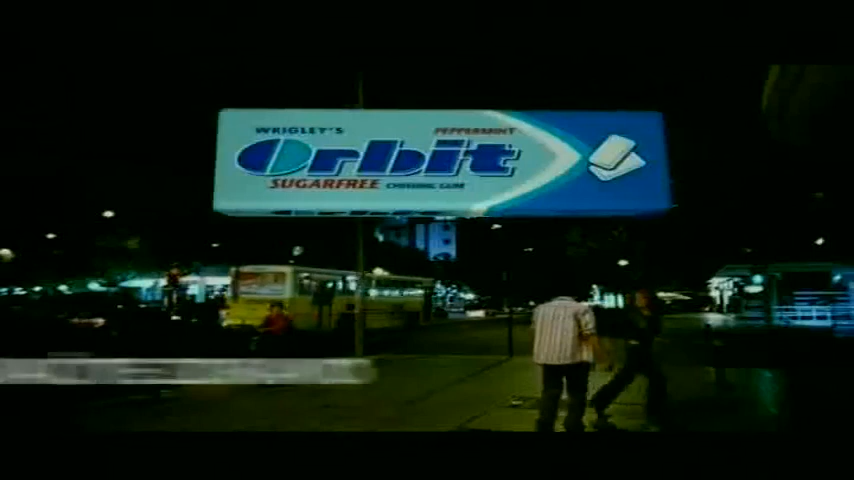 WRIGLEY'S
PEPPERMINT
Orbit
SUGARFREE CHEWING GUM